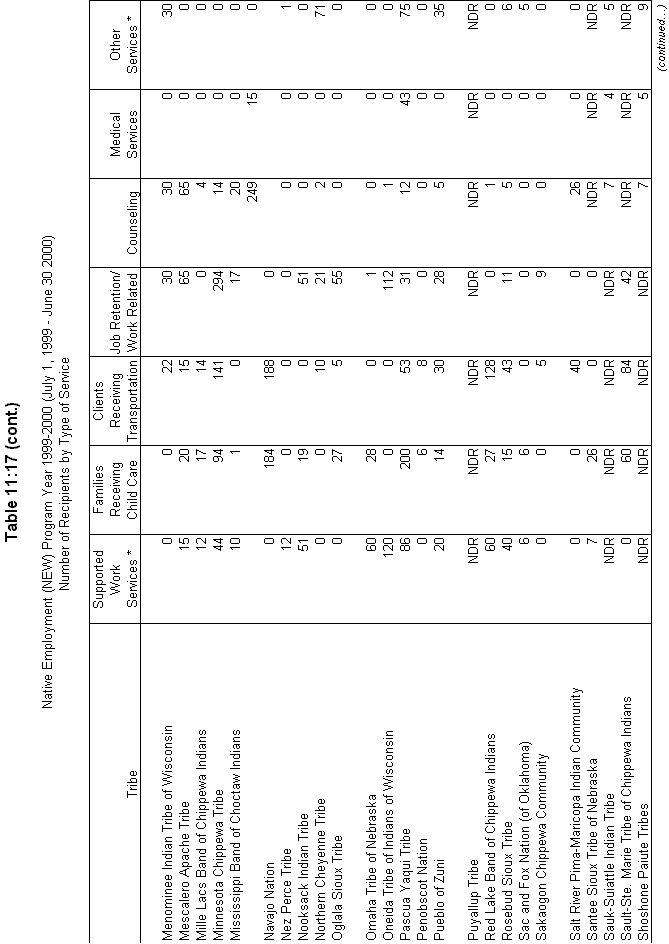 Table 11:17 (cont.)
Native Employment (NEW) Program Year 1999-2000 (July 1, 1999 - June 30 2000)
Number of Recipients by Type of Service
Tribe Supported Work Services * Families Receiving Child Care Clients Receiving Transportation Job Retention/ Work Related Counseling Medical Services Other Services *
Menominee Indian Tribe of Wisconsin 0 0 22 30 30 0 30
Mescalero Apache Tribe 15 20 15 65 65 0 0
Mille Lacs Band of Chippewa Indians 12 17 14 0 4 0 0
Minnesota Chippewa Tribe 44 94 141 294 14 0 0
Mississippi Band of Choctaw Indians 10 1 0 17 20 0 0
249 15 0
Navajo Nation 0 184 188 0
Nez Perce Tribe 12 0 0 0 0 0 1
Nooksack Indian Tribe 51 19 0 51 0 0 0
Northern Cheyenne Tribe 0 0 10 21 2 0 71
Oglala Sioux Tribe 0 27 5 55 0 0 0
Omaha Tribe of Nebraska 60 28 0 1 0 0 0
Oneida Tribe of Indians of Wisconsin 120 0 0 112 1 0 0
Pascua Yaqui Tribe 86 200 53 31 12 43 75
Penobscot Nation 0 6 8 0 0 0 0
Pueblo of Zuni 20 14 30 28 5 0 35
Puyallup Tribe NDR NDR NDR NDR NDR NDR NDR
Red Lake Band of Chippewa Indians 60 27 128 0 1 0 0
Rosebud Sioux Tribe 40 15 43 11 5 0 6
Sac and Fox Nation (of Oklahoma) 6 6 0 0 0 0 5
Sakaogon Chippewa Community 0 0 5 9 0 0 0
Salt River Pima-Maricopa Indian Community 0 0 40 0 26 0 0
Santee Sioux Tribe of Nebraska 7 26 0 0 NDR NDR NDR
Sauk-Suiattle Indian Tribe NDR NDR NDR NDR 7 4 5
Sault-Ste. Marie Tribe of Chippewa Indians 0 60 84 42 NDR NDR NDR
Shoshone Paiute Tribes NDR NDR NDR NDR 7 5 9
(continued...)